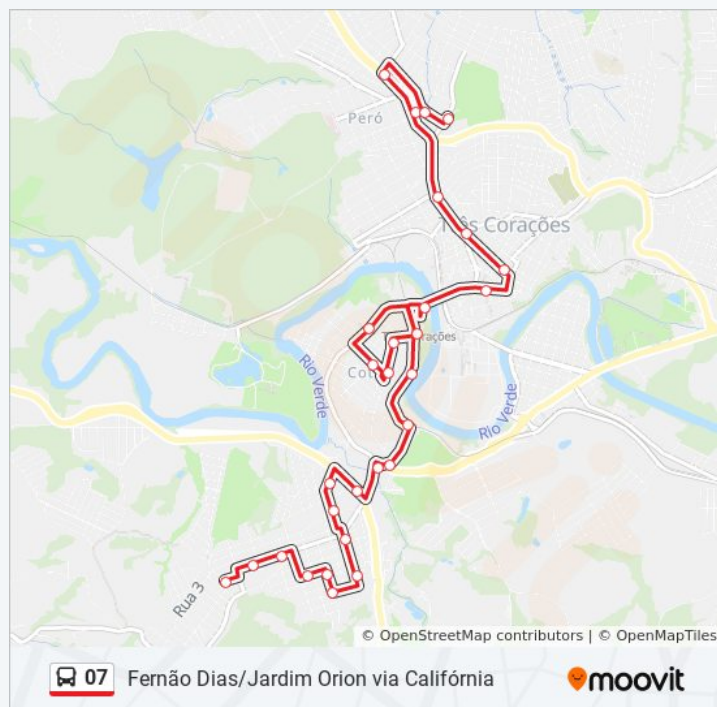 Peró
Três Corações
Rio Verde
Rio Verde
Rua 3
© OpenStreetMap contributors | © OpenMapTiles
07 Fernão Dias/Jardim Orion via Califórnia
moovit